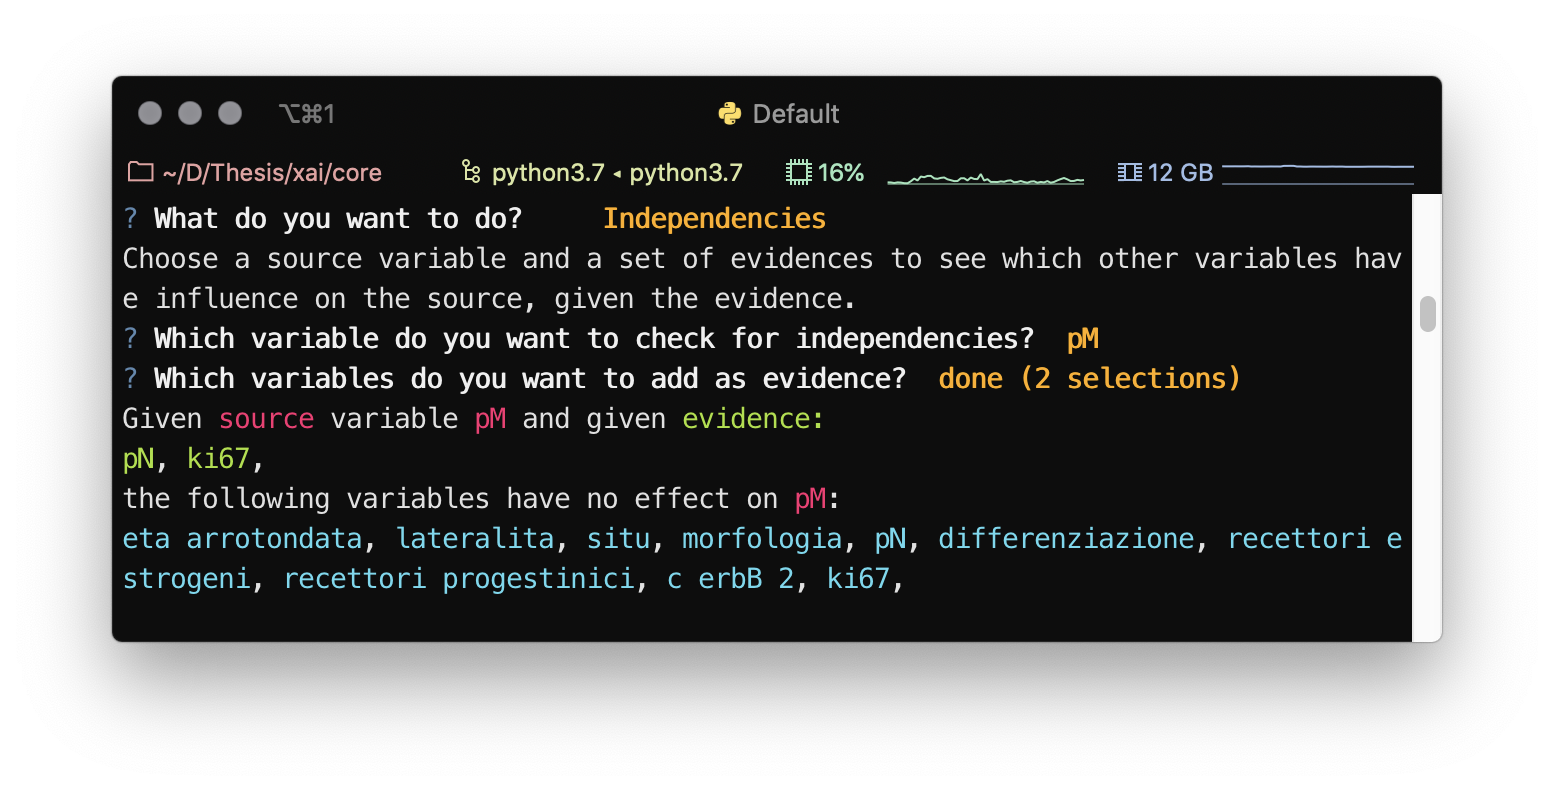 ⌥⌘1 Default
~/D/Thesis/xai/core python3.7 ◂ python3.7 16% 12 GB
? What do you want to do? Independencies
Choose a source variable and a set of evidences to see which other variables hav
e influence on the source, given the evidence.
? Which variable do you want to check for independencies? pM
? Which variables do you want to add as evidence? done (2 selections)
Given source variable pM and given evidence:
pN, ki67,
the following variables have no effect on pM:
eta arrotondata, lateralita, situ, morfologia, pN, differenziazione, recettori e
strogeni, recettori progestinici, c erbB 2, ki67,